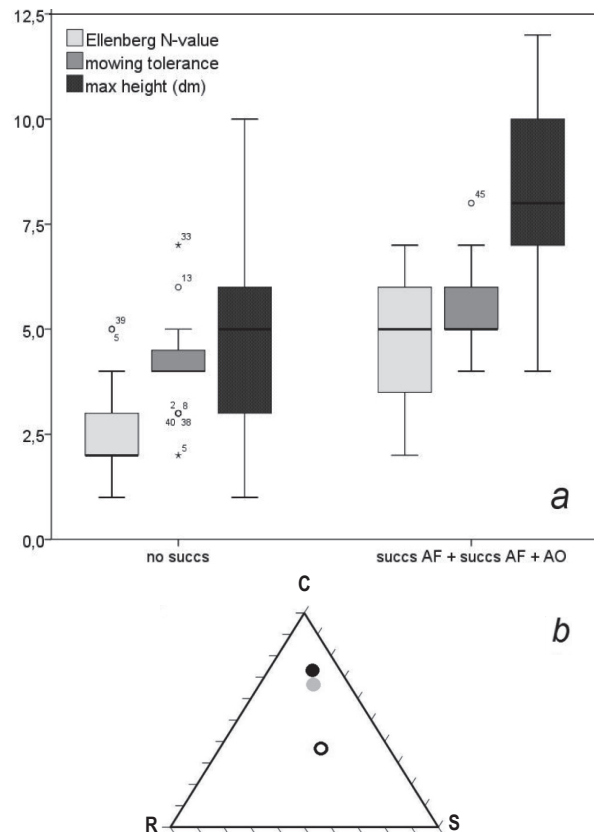 12,5
10,0
7,5
5,0
2,5
0,0
Ellenberg N-value
mowing tolerance
max height (dm)
39
5
33
13
2 8
40 38
5
45
a
no succs
succs AF + succs AF + AO
b
C
R
S